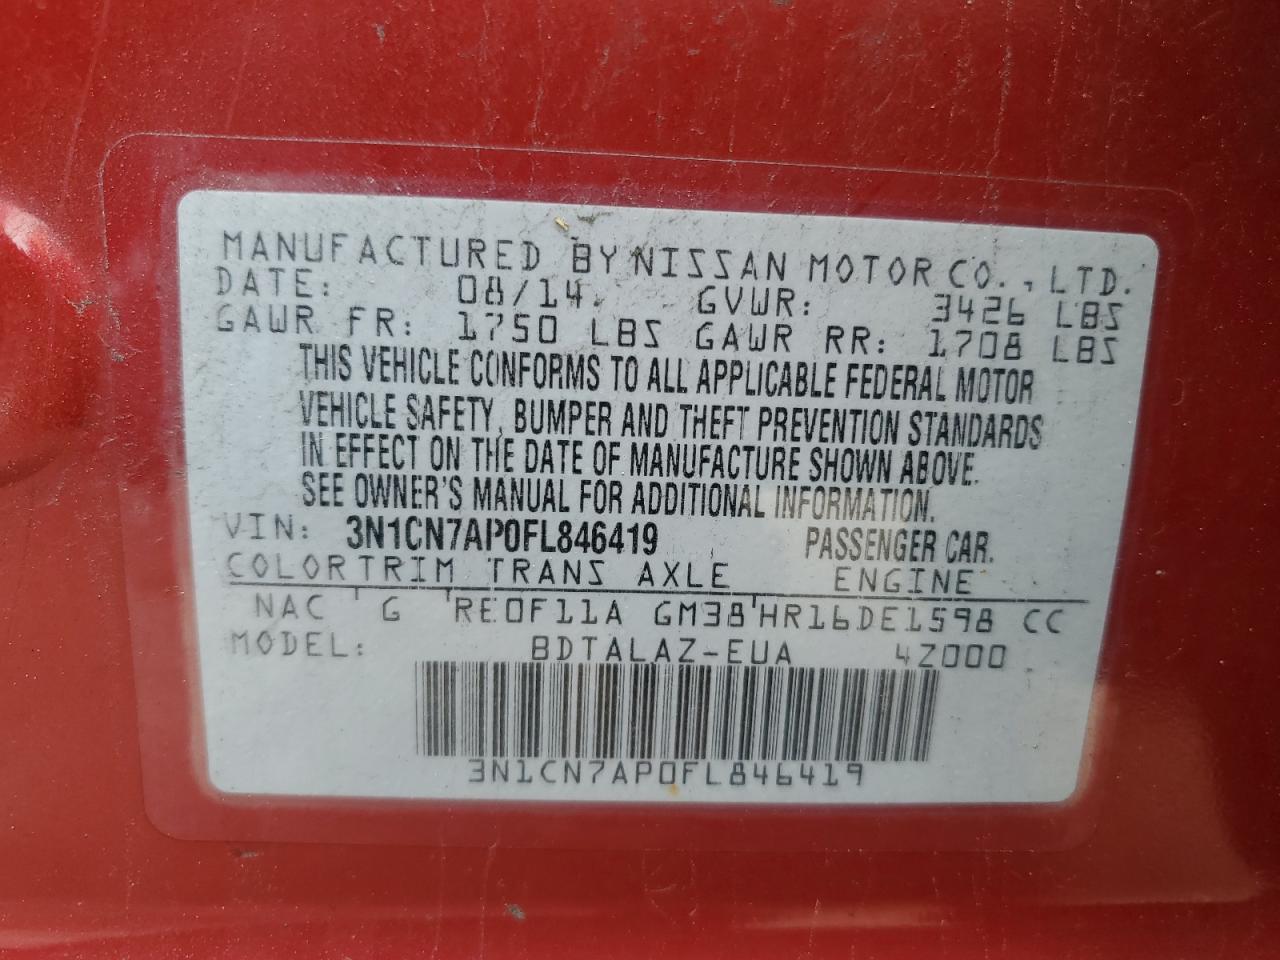 MANUFACTURED BY NISSAN MOTOR CO., LTD.
DATE: 08/14 GVWR: 3426 LBS
GAWR FR: 1750 LBS GAWR RR: 1708 LBS
THIS VEHICLE CONFORMS TO ALL APPLICABLE FEDERAL MOTOR
VEHICLE SAFETY, BUMPER AND THEFT PREVENTION STANDARDS
IN EFFECT ON THE DATE OF MANUFACTURE SHOWN ABOVE.
SEE OWNER'S MANUAL FOR ADDITIONAL INFORMATION.
VIN: 3N1CN7AP0FL846419 PASSENGER CAR.
COLOR TRIM TRANS AXLE ENGINE
NAC ' G ' RE0F11A GM38 ' HR16DE1598 CC
MODEL: BDTALAZ-EUA 4Z000
3N1CN7AP0FL846419